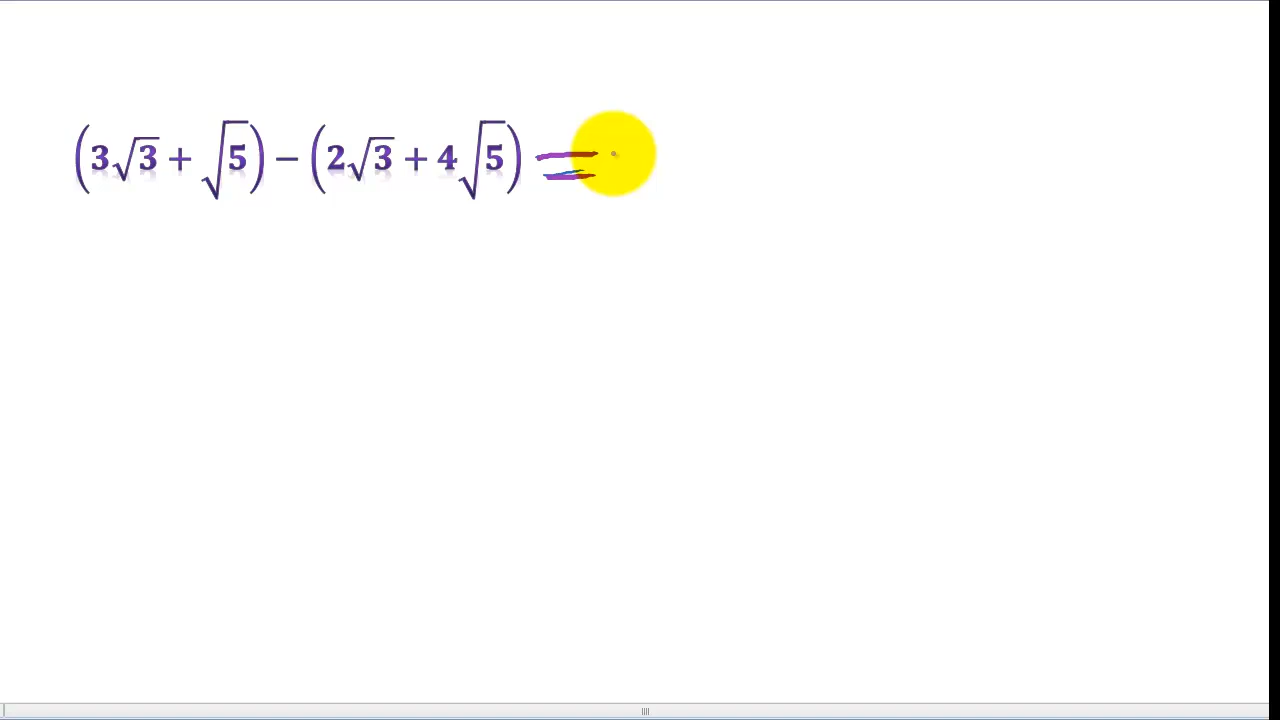 (3√3 + √5) − (2√3 + 4√5) =